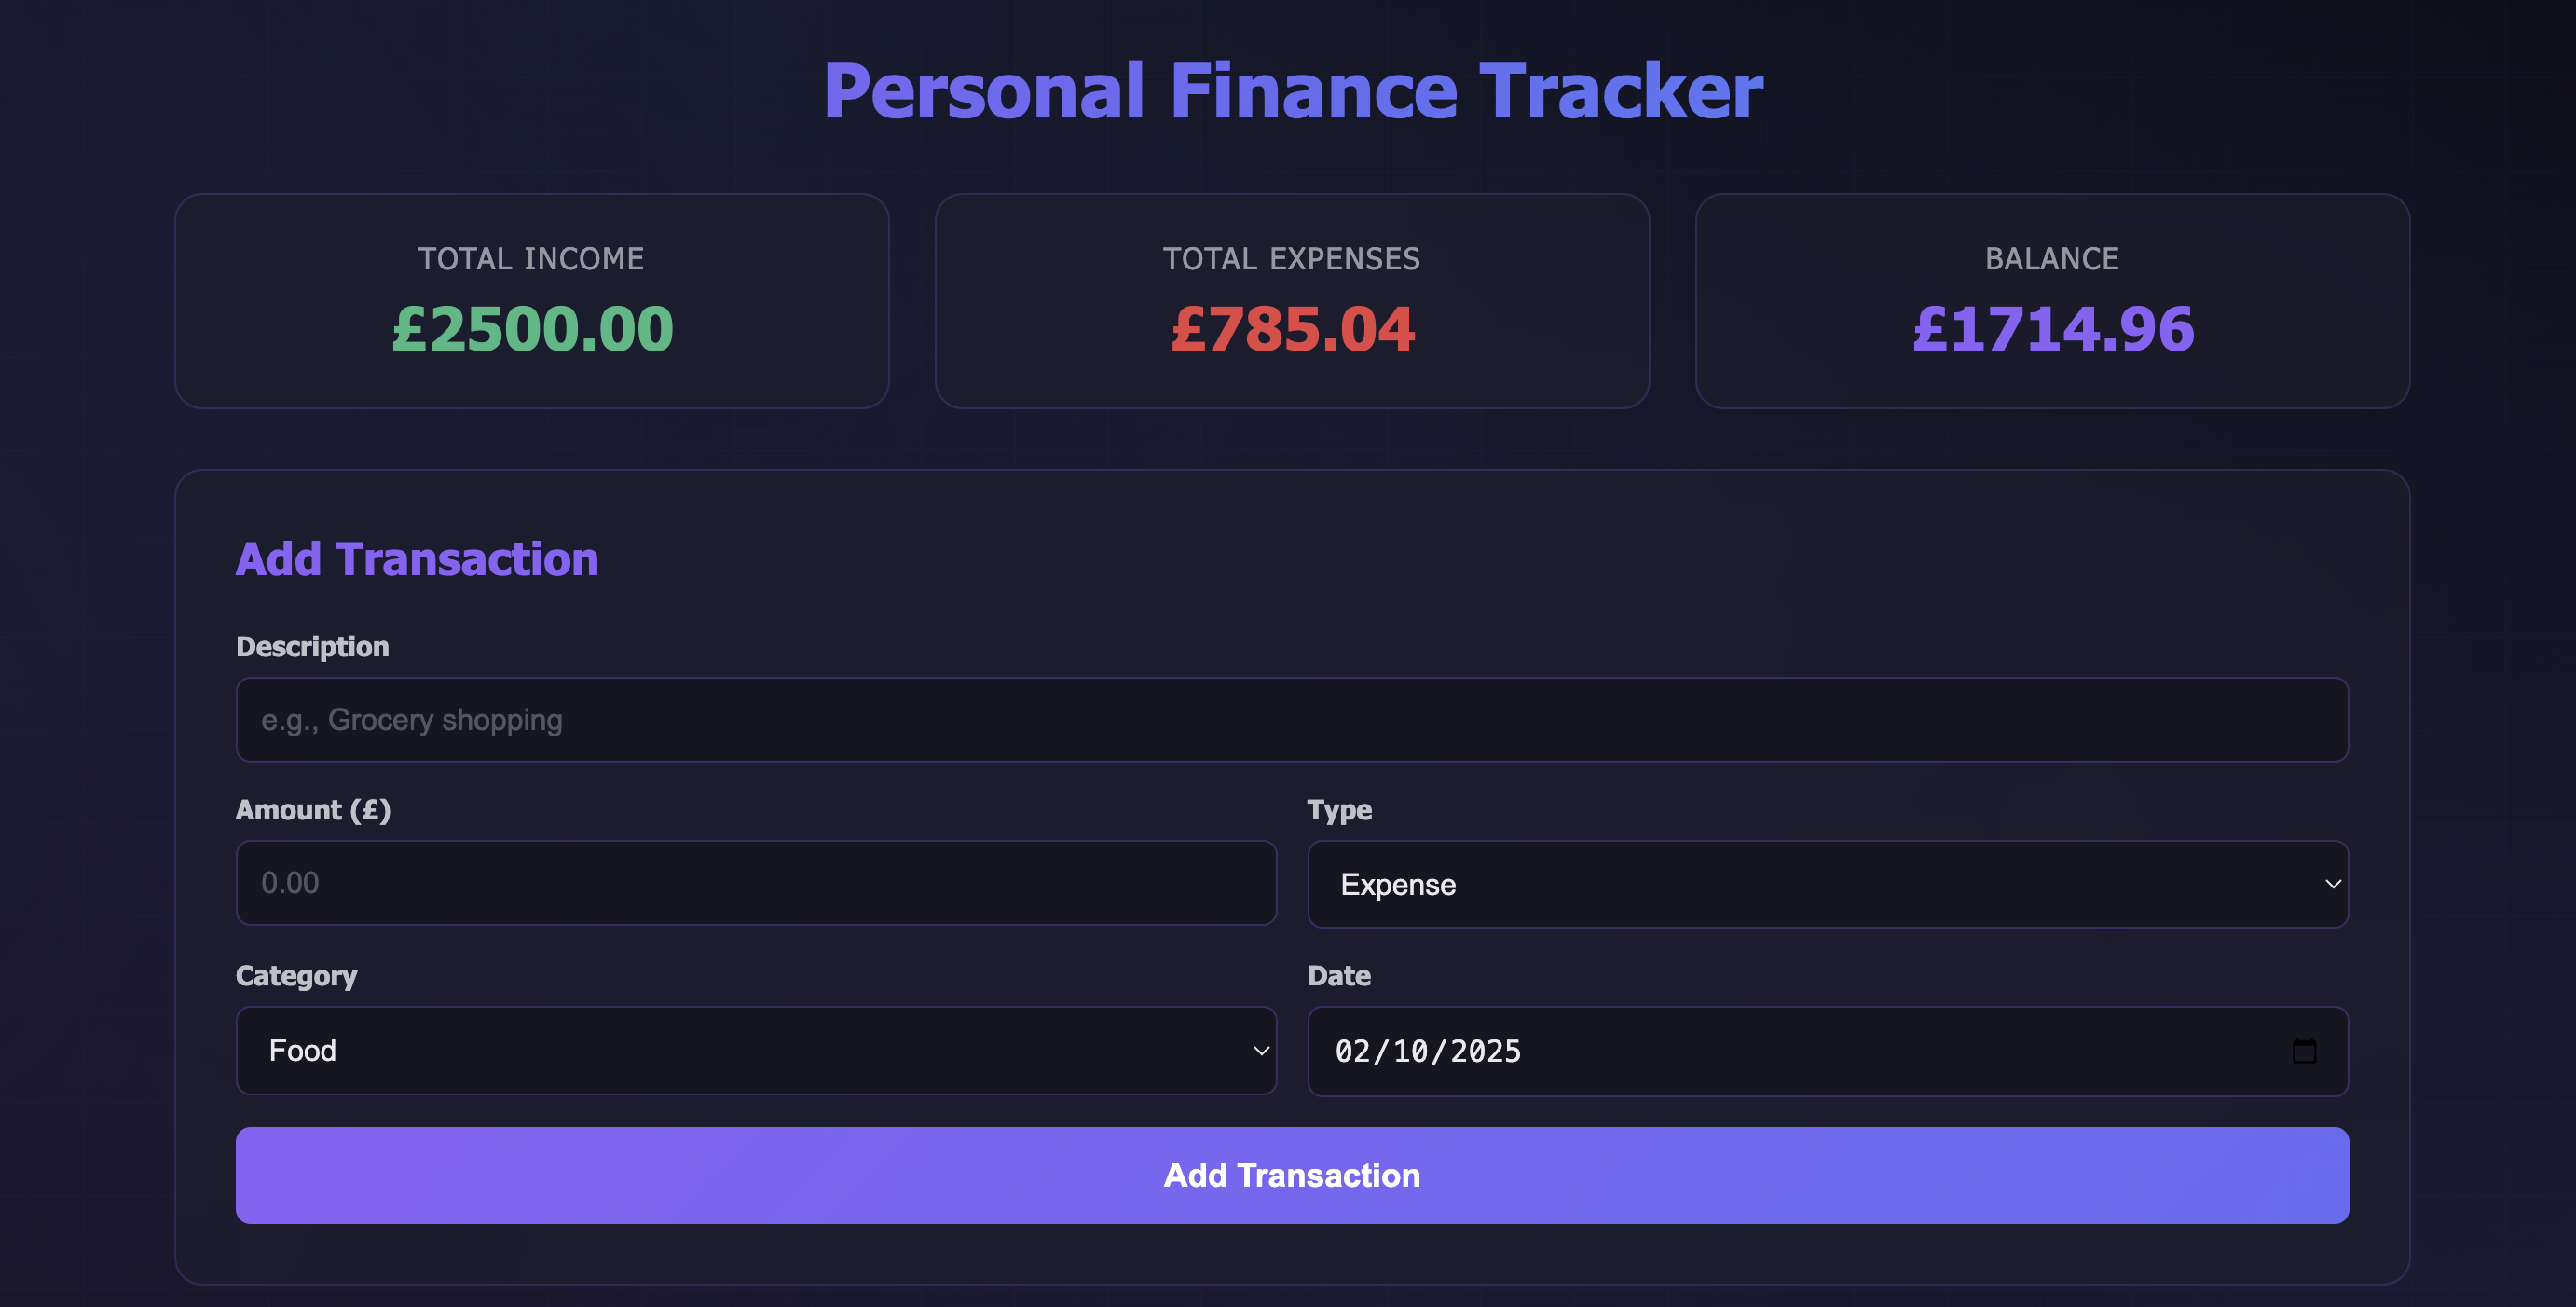 Personal Finance Tracker
TOTAL INCOME
£2500.00
TOTAL EXPENSES
£785.04
BALANCE
£1714.96
Add Transaction
Description
e.g., Grocery shopping
Amount (£)
Type
0.00
Expense
Category
Date
Food
02/10/2025
Add Transaction